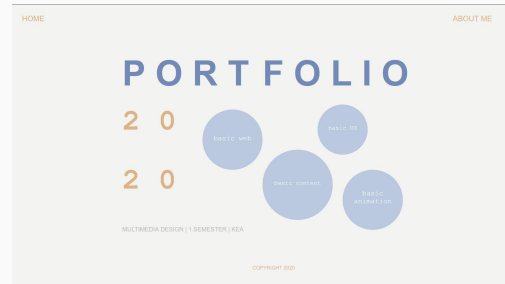 HOME
ABOUT ME
PORTFOLIO
2 0
2 0
basic web
basic UX
basic content
basic
animation
MULTIMEDIA DESIGN | 1.SEMESTER | KEA
COPYRIGHT 2020